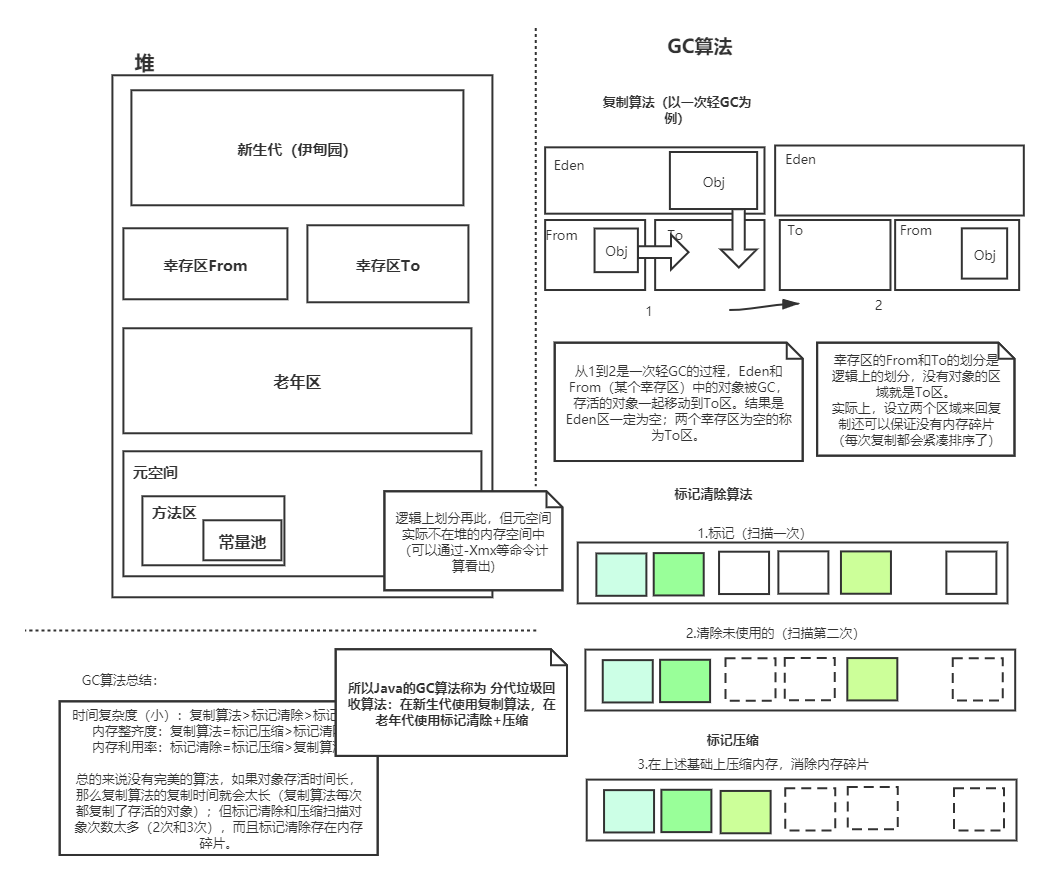 堆
新生代（伊甸园）
幸存区From
幸存区To
老年区
元空间
方法区
常量池
逻辑上划分再此，但元空间
实际不在堆的内存空间中
（可以通过-Xmx等命令计
算看出)
GC算法
复制算法（以一次轻GC为
例）
Eden
Obj
From
Obj
To
1
Eden
To
From
Obj
2
从1到2是一次轻GC的过程，Eden和
From（某个幸存区）中的对象被GC，
存活的对象一起移动到To区。结果是
Eden区一定为空；两个幸存区为空的称
为To区。
幸存区的From和To的划分是
逻辑上的划分，没有对象的区
域就是To区。
实际上，设立两个区域来回复
制还可以保证没有内存碎片
（每次复制都会紧凑排序了）
标记清除算法
1.标记（扫描一次）
2.清除未使用的（扫描第二次）
标记压缩
3.在上述基础上压缩内存，消除内存碎片
GC算法总结：
时间复杂度（小）：复制算法>标记清除>标
内存整齐度：复制算法=标记压缩>标记清
内存利用率：标记清除=标记压缩>复制算
总的来说没有完美的算法，如果对象存活时间长，
那么复制算法的复制时间就会太长（复制算法每次
都复制了存活的对象）；但标记清除和压缩扫描对
象次数太多（2次和3次），而且标记清除存在内存
碎片。
所以Java的GC算法称为 分代垃圾回
收算法：在新生代使用复制算法，在
老年代使用标记清除+压缩